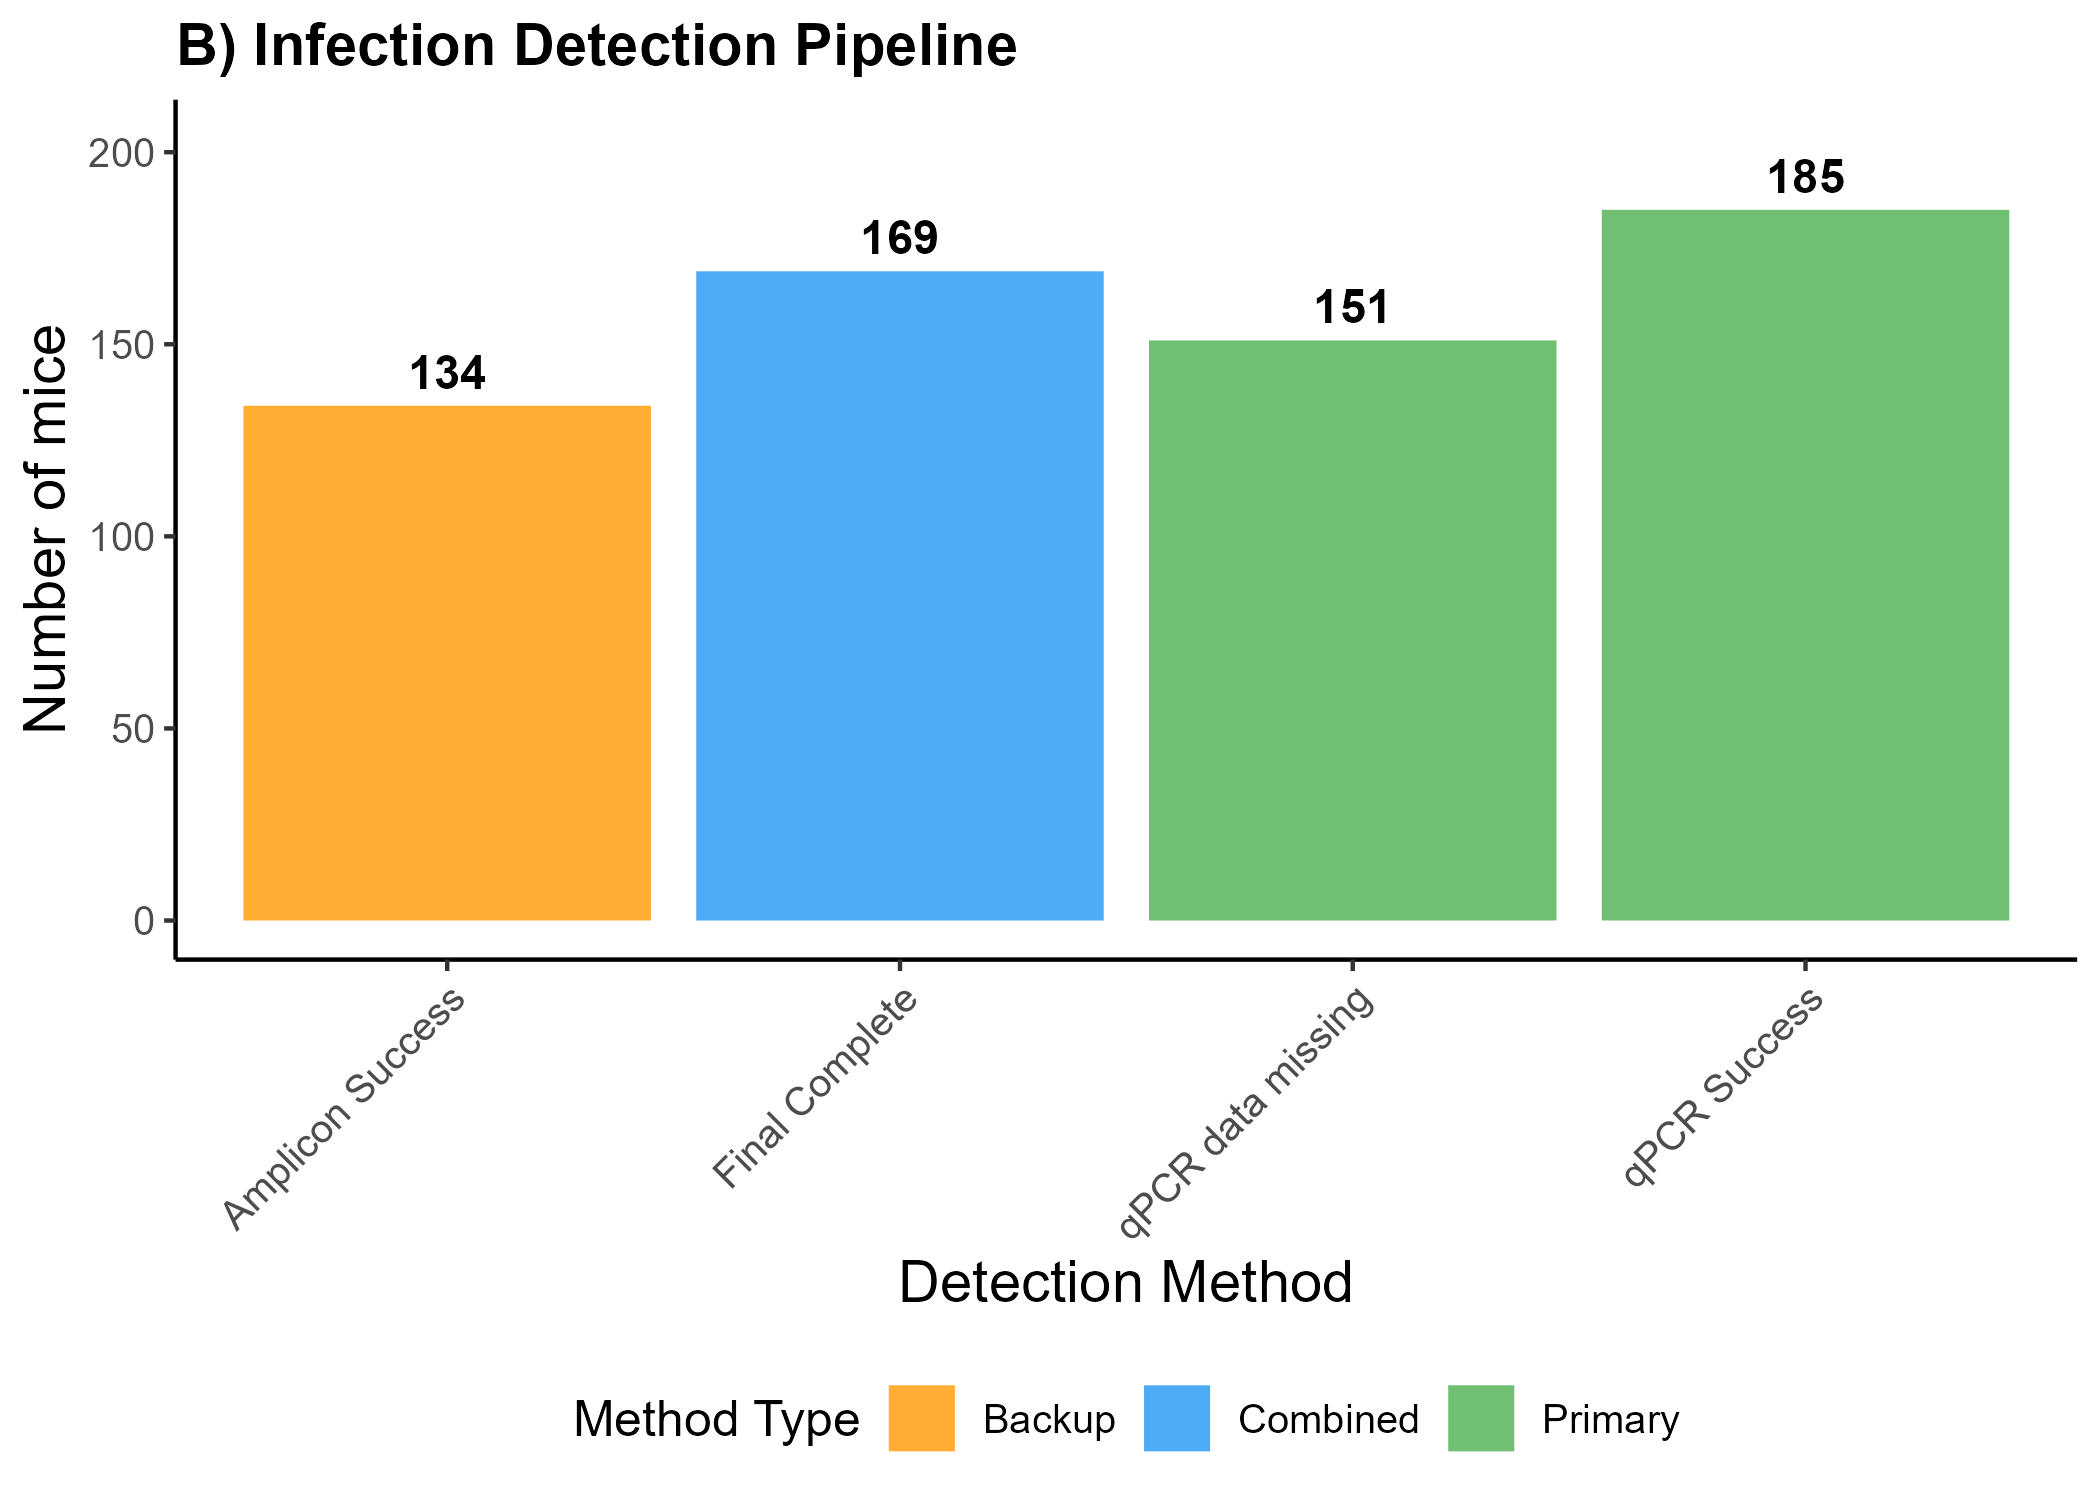 B) Infection Detection Pipeline
Number of mice
200
150
100
50
0
134
169
151
185
Amplicon Success
Final Complete
qPCR data missing
qPCR Success
Detection Method
Method Type Backup Combined Primary